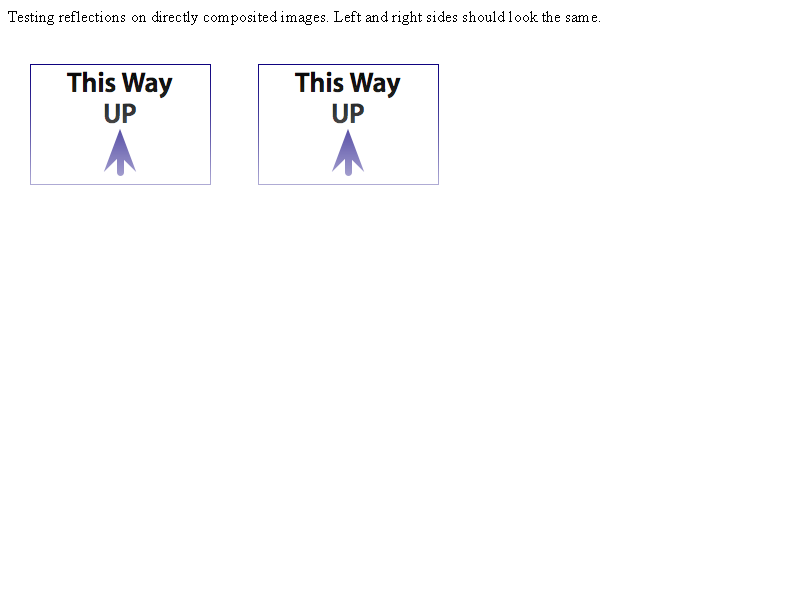 Testing reflections on directly composited images. Left and right sides should look the same.
This Way
UP
This Way
UP